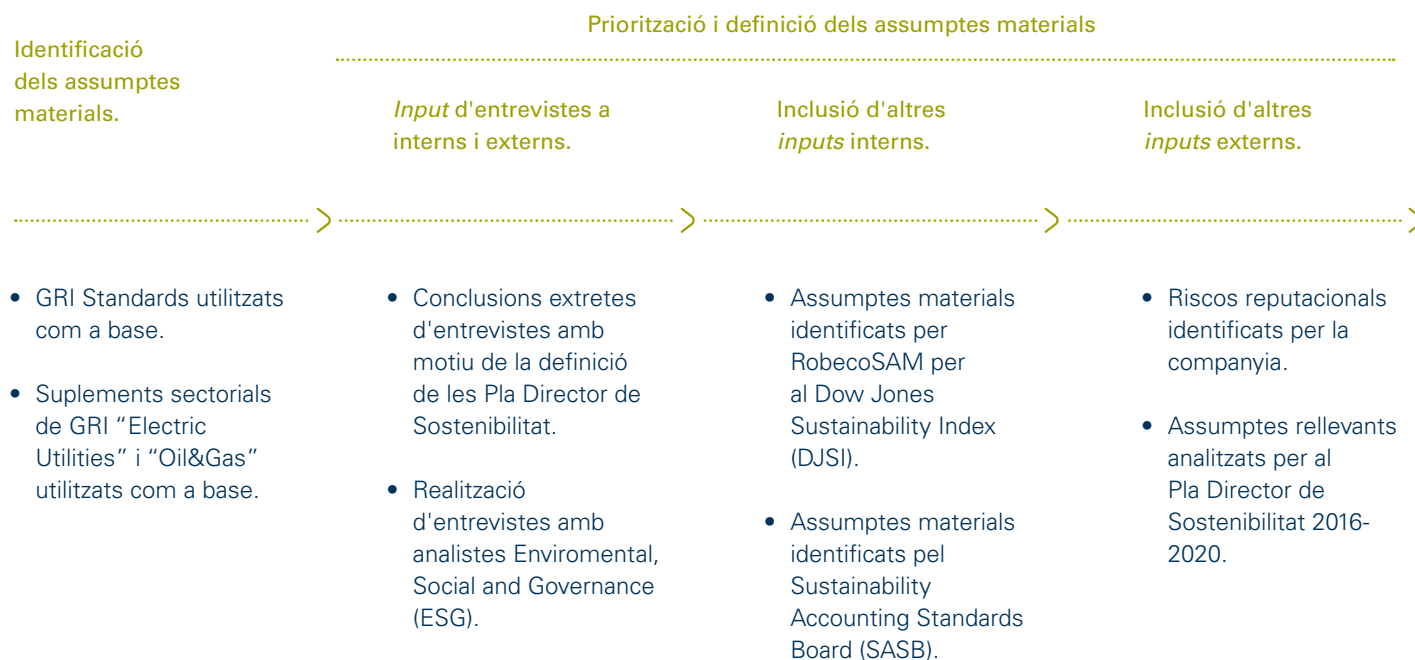 Identificació
dels assumptes
materials.
Priorització i definició dels assumptes materials
Input d'entrevistes a
interns i externs.
Inclusió d'altres
inputs interns.
Inclusió d'altres
inputs externs.
• GRI Standards utilitzats
com a base.
• Suplements sectorials
de GRI “Electric
Utilities” i “Oil&Gas”
utilitzats com a base.
• Conclusions extretes
d'entrevistes amb
motiu de la definició
de les Pla Director de
Sostenibilitat.
• Realització
d'entrevistes amb
analistes Enviromental,
Social and Governance
(ESG).
• Assumptes materials
identificats per
RobecoSAM per
al Dow Jones
Sustainability Index
(DJSI).
• Assumptes materials
identificats pel
Sustainability
Accounting Standards
Board (SASB).
• Riscos reputacionals
identificats per la
companyia.
• Assumptes rellevants
analitzats per al
Pla Director de
Sostenibilitat 2016-
2020.